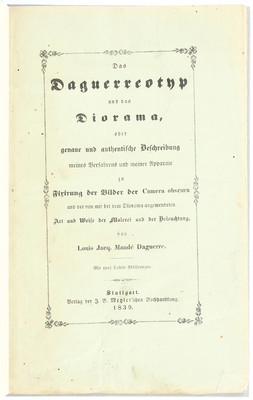 Das
Daguerreotyp
und das
Diorama,
oder
genaue und authentische Beschreibung
meines Verfahrens und meiner Apparate
zu
Fixirung der Bilder der Camera obscura
und der von mir bei dem Diorama angewendeten
Art und Weise der Malerei und der Beleuchtung,
von
Louis Jacq. Mandé Daguerre.
Mit zwei Tafeln Abbildungen.
Stuttgart.
Verlag der J. B. Metzler'schen Buchhandlung.
1839.